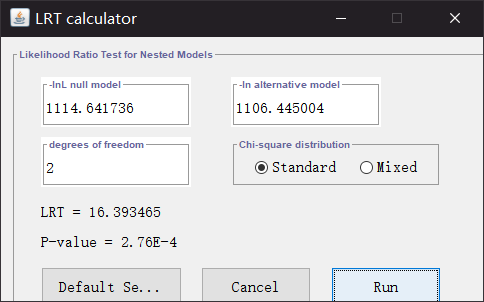 LRT calculator
Likelihood Ratio Test for Nested Models
-lnL null model
-ln alternative model
1114.641736
1106.445004
degrees of freedom
Chi-square distribution
2
Standard
Mixed
LRT = 16.393465
P-value = 2.76E-4
Default Se...
Cancel
Run